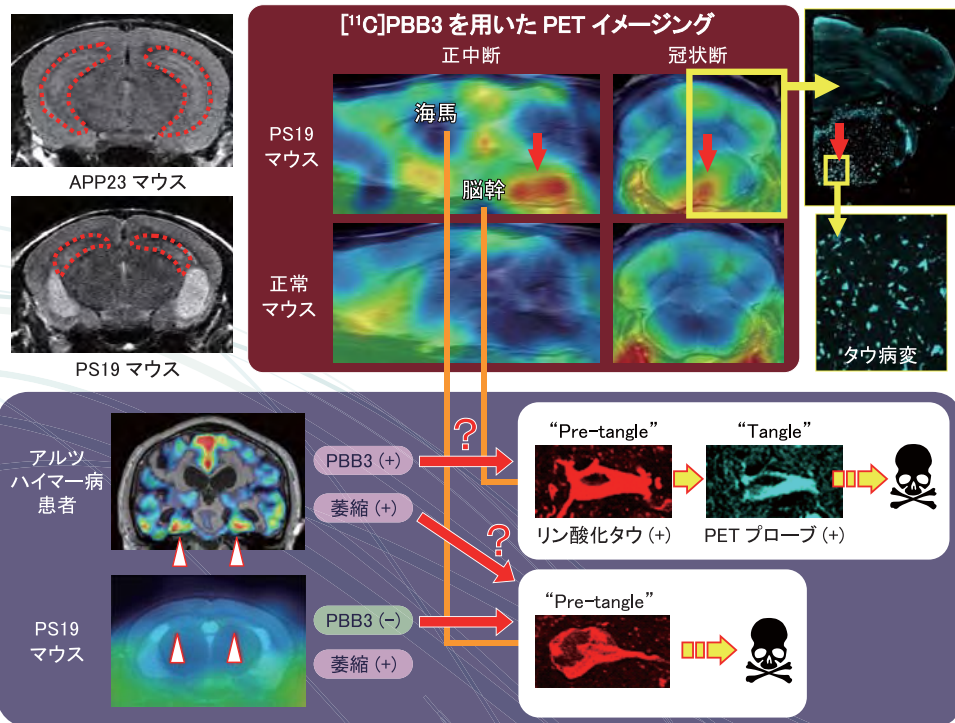 [¹¹C]PBB3 を用いた PET イメージング
正中断
冠状断
PS19
マウス
海馬
脳幹
正常
マウス
タウ病変
APP23 マウス
PS19 マウス
アルツ
ハイマー病
患者
PBB3 (+)
萎縮 (+)
?
?
“Pre-tangle”
“Tangle”
リン酸化タウ (+)
PET プローブ (+)
PS19
マウス
PBB3 (−)
萎縮 (+)
“Pre-tangle”